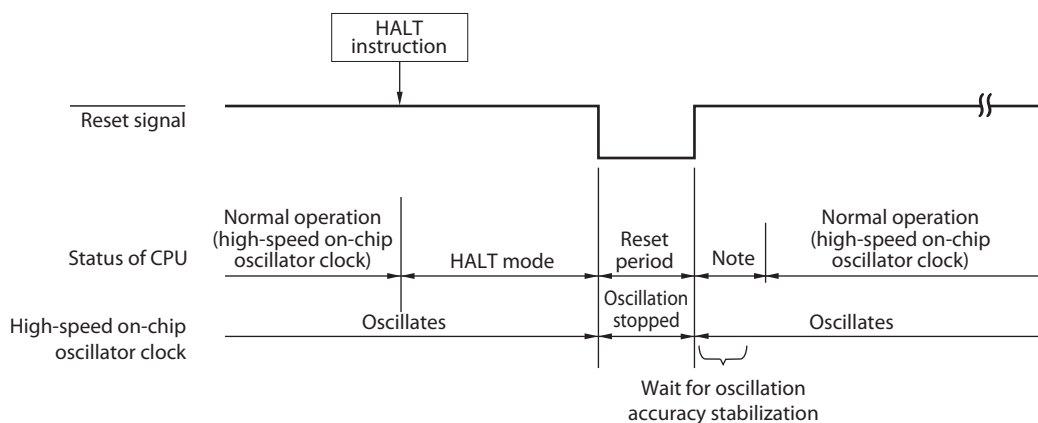 HALT
instruction
Reset signal
Normal operation
(high-speed on-chip
oscillator clock)
Reset
period
Normal operation
(high-speed on-chip
oscillator clock)
Status of CPU
HALT mode
Note
High-speed on-chip
oscillator clock
Oscillates
Oscillation
stopped
Oscillates
Wait for oscillation
accuracy stabilization